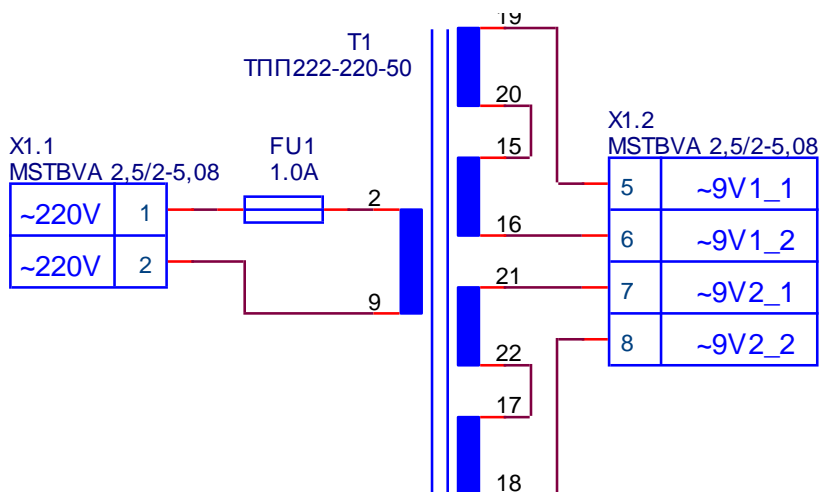 19
T1
ТПП222-220-50
20
X1.1
MSTBVA 2,5/2-5,08
FU1
1.0A
15
X1.2
MSTBVA 2,5/2-5,08
~220V 1
2
5 ~9V1_1
16
6 ~9V1_2
~220V 2
9
21
7 ~9V2_1
8 ~9V2_2
22
17
18